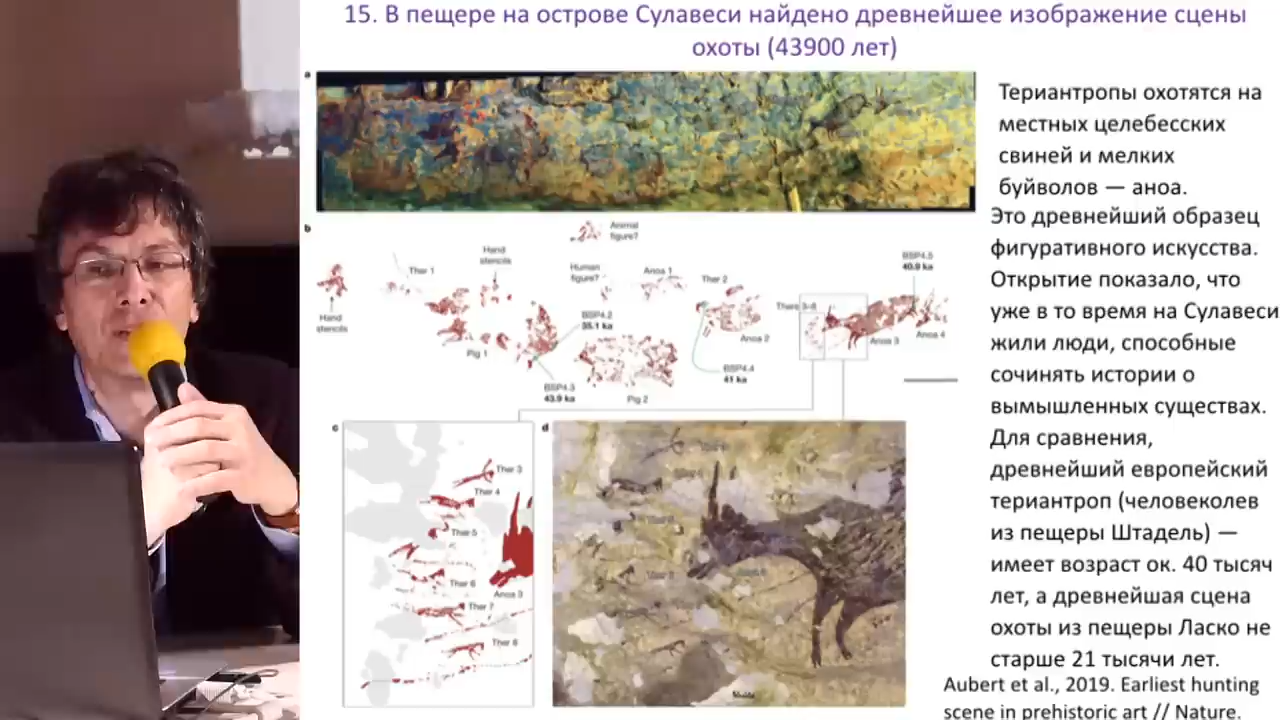 15. В пещере на острове Сулавеси найдено древнейшее изображение сцены
охоты (43900 лет)
a
Териантропы охотятся на
местных целебесских
свиней и мелких
буйволов — аноа.
Это древнейший образец
фигуративного искусства.
Открытие показало, что
уже в то время на Сулавеси
жили люди, способные
сочинять истории о
вымышленных существах.
Для сравнения,
древнейший европейский
териантроп (человеколев
из пещеры Штадель) —
имеет возраст ок. 40 тысяч
лет, а древнейшая сцена
охоты из пещеры Ласко не
старше 21 тысячи лет.
Aubert et al., 2019. Earliest hunting
scene in prehistoric art // Nature.
b
Animal
figure?
Hand
stencils
Ther 1
Hand
stencils
Human
figure?
Anoa 1
Ther 2
BSP4.5
40.9 ka
BSP4.2
35.1 ka
Pig 1
Anoa 2
Anoa 3
Anoa 4
BSP4.4
41 ka
BSP4.3
43.9 ka
Pig 2
c
Ther 3
Ther 4
Ther 5
Ther 6
Anoa 3
Ther 7
Ther 8
d